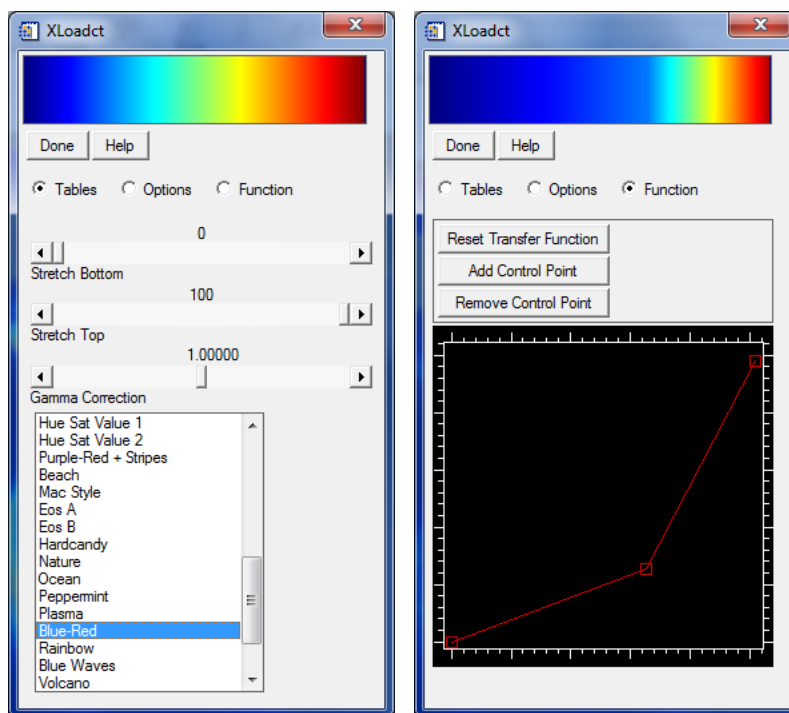 XLoadct
Done Help
Tables Options Function
0
Stretch Bottom
100
Stretch Top
1.00000
Gamma Correction
Hue Sat Value 1
Hue Sat Value 2
Purple-Red + Stripes
Beach
Mac Style
Eos A
Eos B
Hardcandy
Nature
Ocean
Peppermint
Plasma
Blue-Red
Rainbow
Blue Waves
Volcano
XLoadct
Done Help
Tables Options Function
Reset Transfer Function
Add Control Point
Remove Control Point